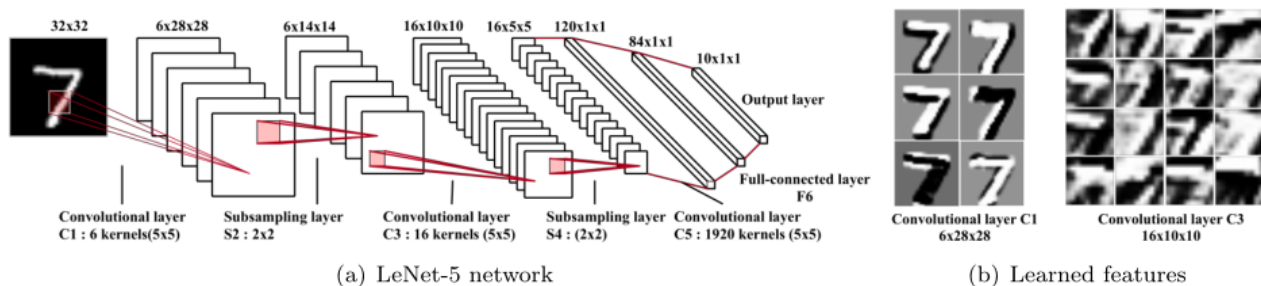 32x32
6x28x28
6x14x14
16x10x10
16x5x5
120x1x1
84x1x1
10x1x1
Output layer
Full-connected layer
F6
Convolutional layer
C1 : 6 kernels(5x5)
Subsampling layer
S2 : 2x2
Convolutional layer
C3 : 16 kernels (5x5)
Subsampling layer
S4 : (2x2)
Convolutional layer
C5 : 1920 kernels (5x5)
(a) LeNet-5 network
Convolutional layer C1
6x28x28
Convolutional layer C3
16x10x10
(b) Learned features